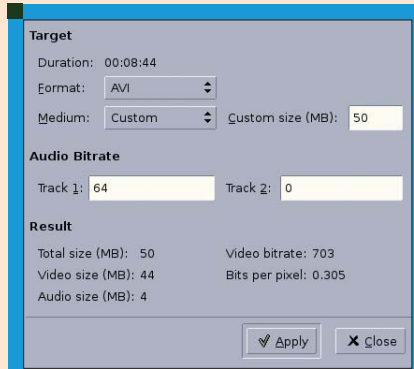 Target
Duration: 00:08:44
Format: AVI
Medium: Custom Custom size (MB): 50
Audio Bitrate
Track 1: 64 Track 2: 0
Result
Total size (MB): 50 Video bitrate: 703
Video size (MB): 44 Bits per pixel: 0.305
Audio size (MB): 4
Apply Close